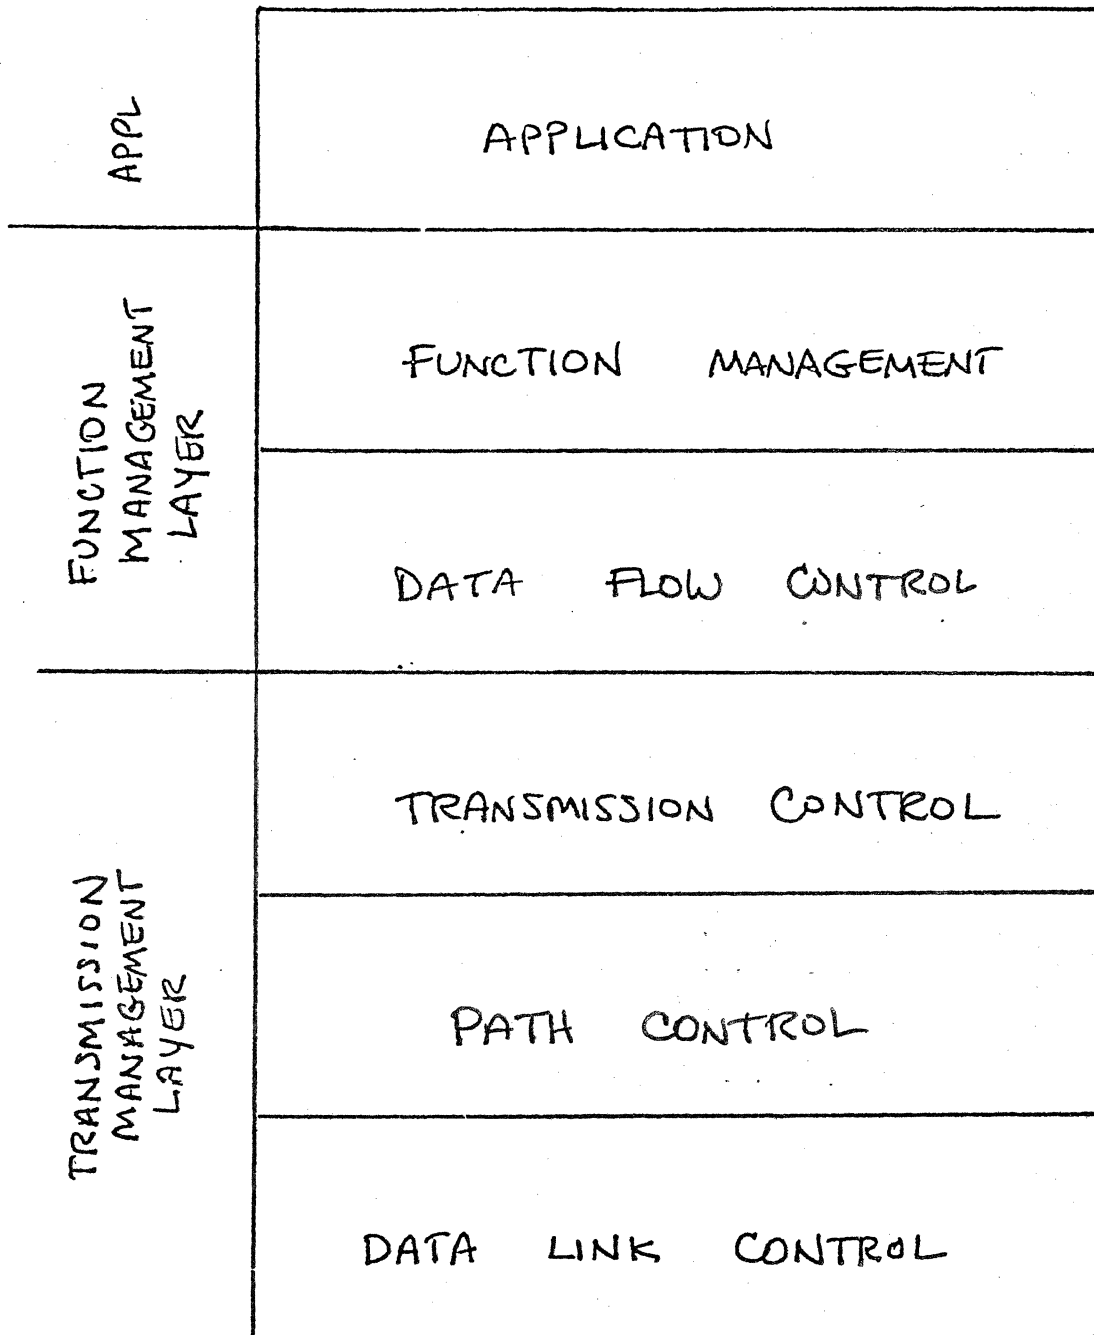 APPL
APPLICATION
FUNCTION
MANAGEMENT
LAYER
FUNCTION MANAGEMENT
DATA FLOW CONTROL
TRANSMISSION
MANAGEMENT
LAYER
TRANSMISSION CONTROL
PATH CONTROL
DATA LINK CONTROL